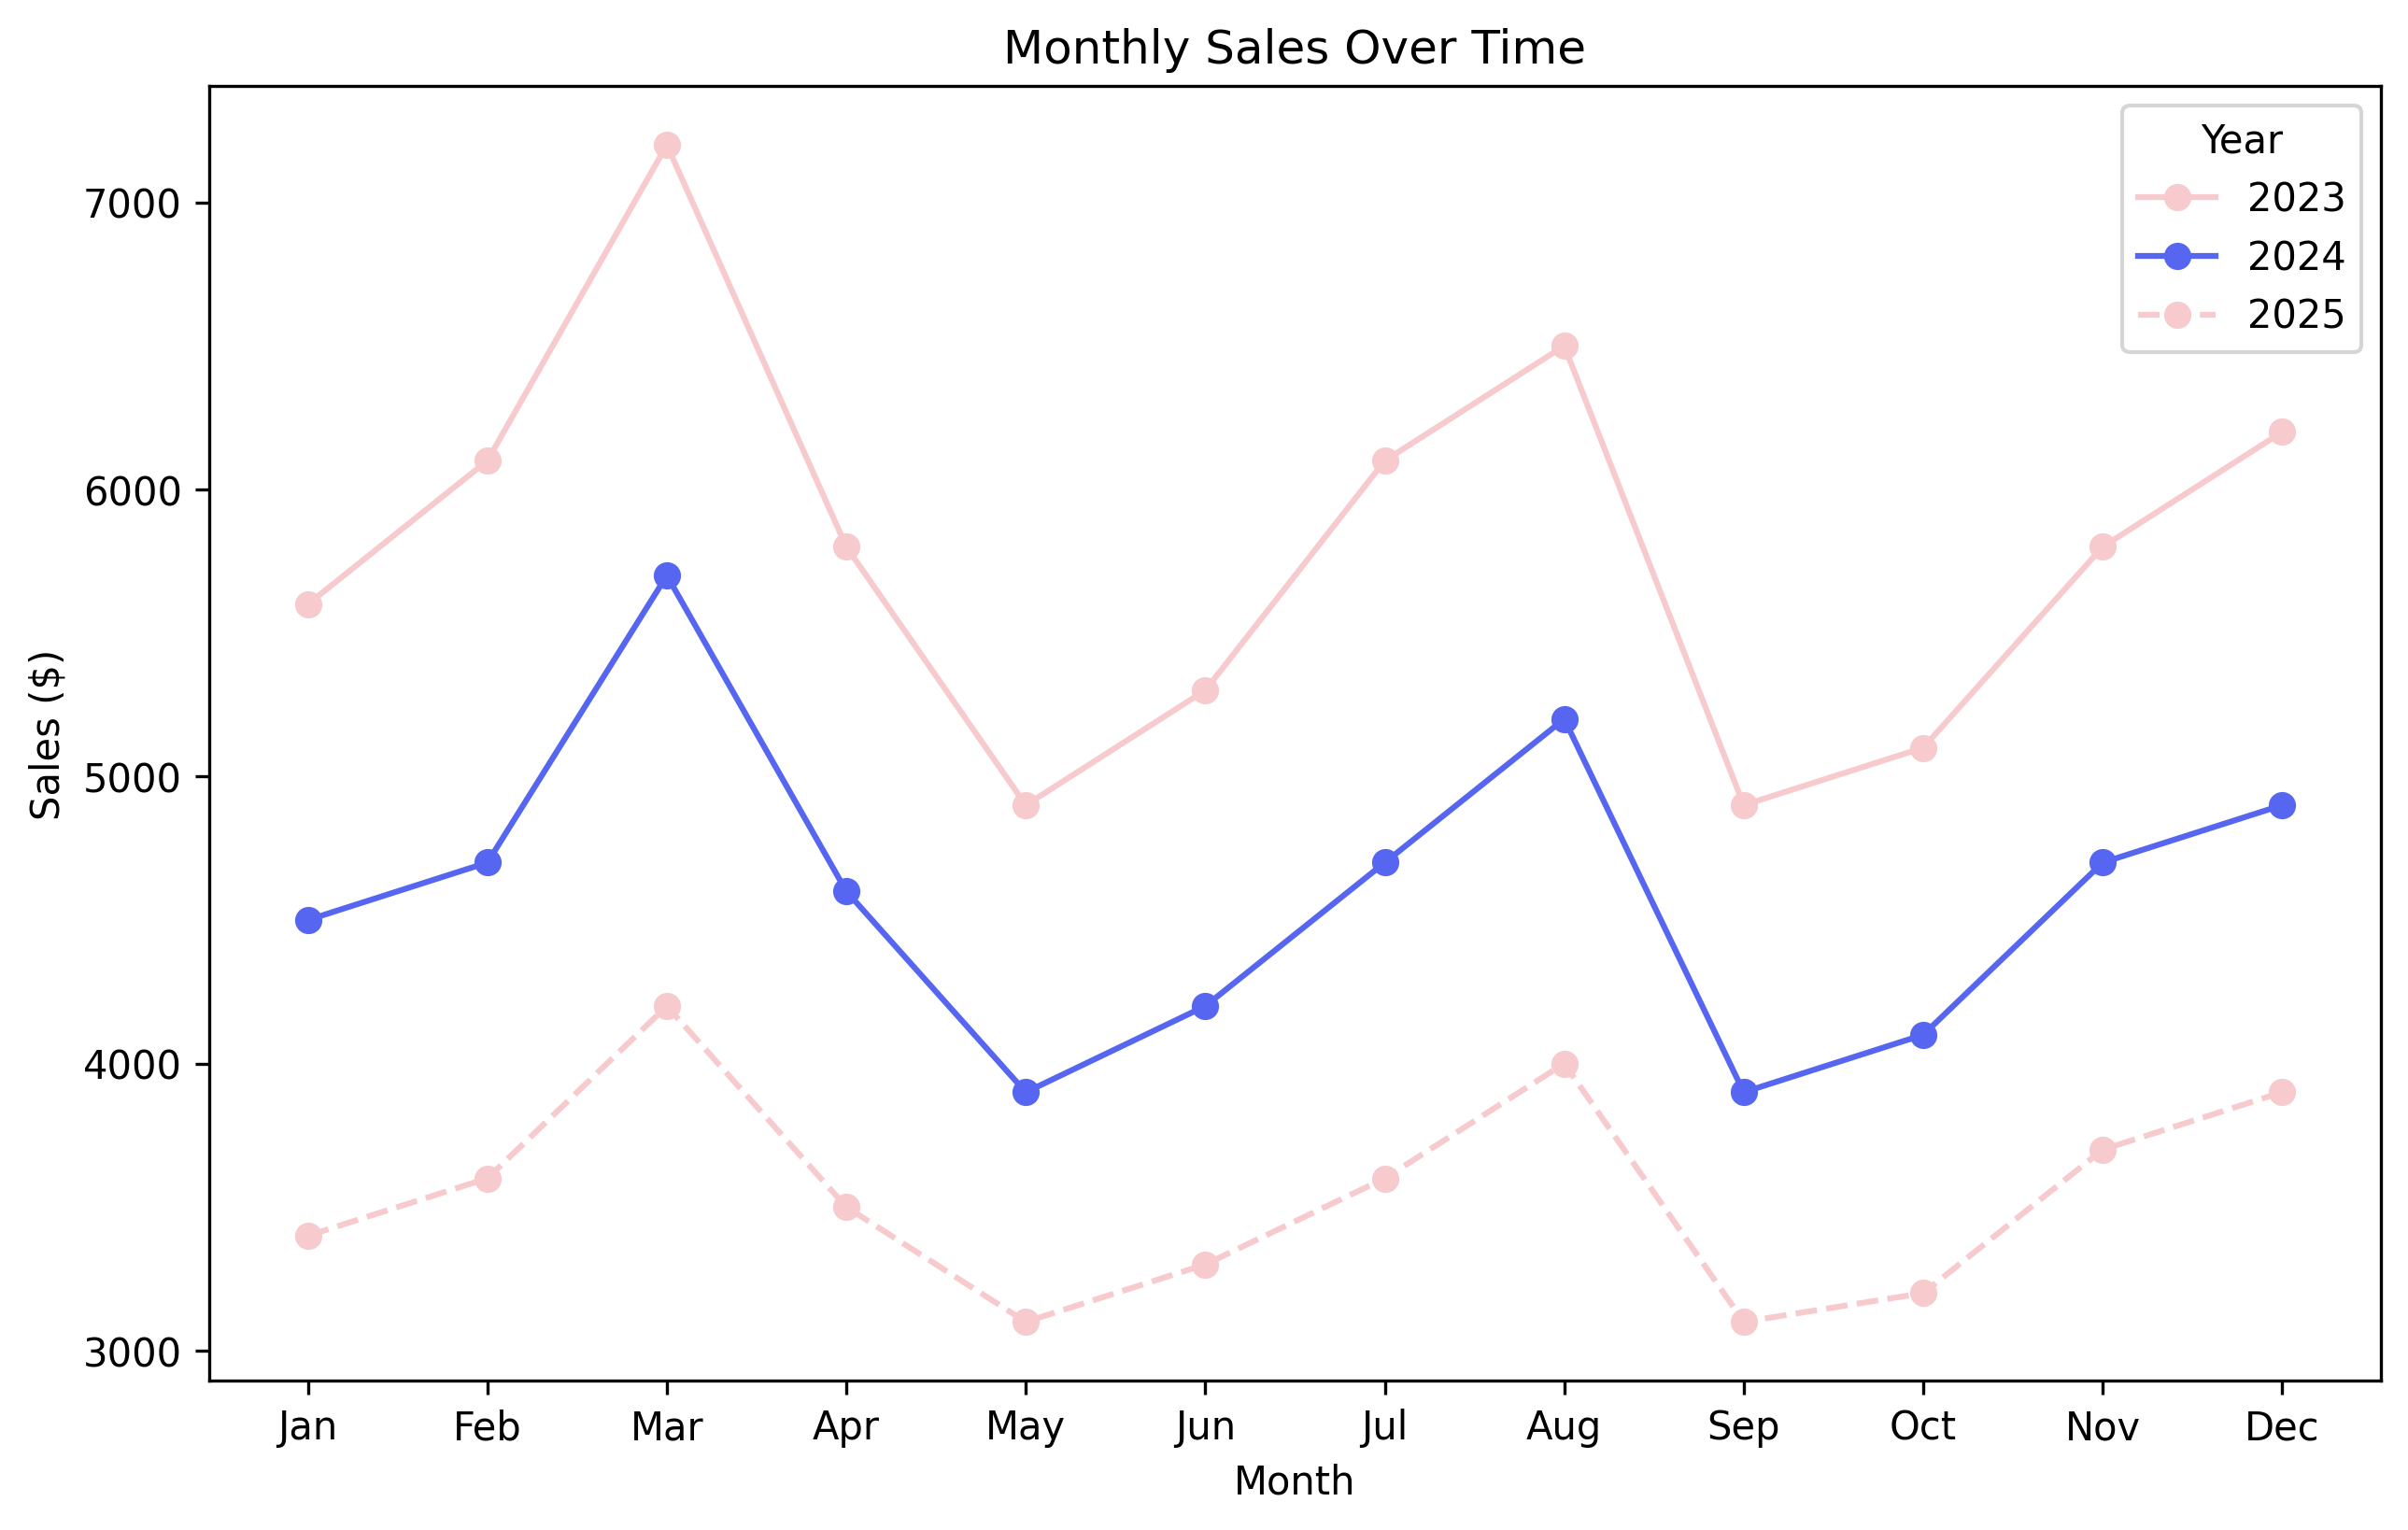 Monthly Sales Over Time
Year
2023
2024
2025
7000
6000
5000
4000
3000
Sales ($)
Jan Feb Mar Apr May Jun Jul Aug Sep Oct Nov Dec
Month